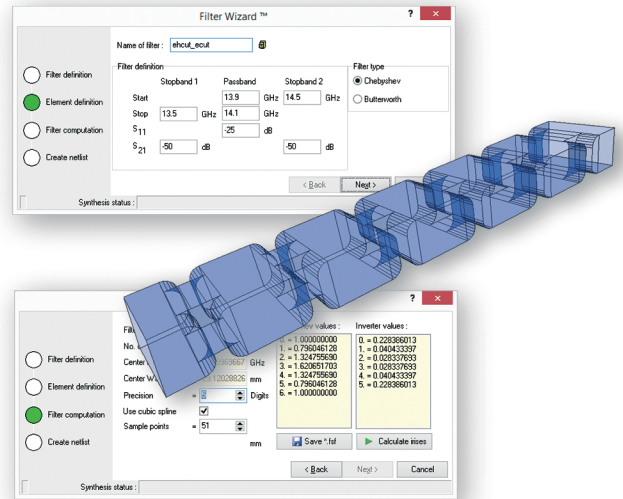 Filter Wizard ™
? ×
Name of filter : ehcut_ecut
Filter definition
Filter type
Stopband 1 Passband Stopband 2
Chebyshev
Start 13.9 GHz 14.5 GHz
Butterworth
Stop 13.5 GHz 14.1 GHz
S11 -25 dB
S21 -50 dB -50 dB
Filter definition
Element definition
Filter computation
Create netlist
< Back Next >
Synthesis status :
? ×
values : Inverter values :
0. = 1.000000000 0. = 0.228386013
1. = 0.796046128 1. = 0.040433397
2. = 1.324755690 2. = 0.028337693
3. = 1.620651703 3. = 0.028337693
4. = 1.324755690 4. = 0.040433397
5. = 0.796046128 5. = 0.228386013
6. = 1.000000000
No.
Center GHz
Center mm
Precision = Digits
Use cubic spline
Sample points = 51
mm
Save *.fsf Calculate irises
Filter definition
Element definition
Filter computation
Create netlist
< Back Next > Cancel
Synthesis status :